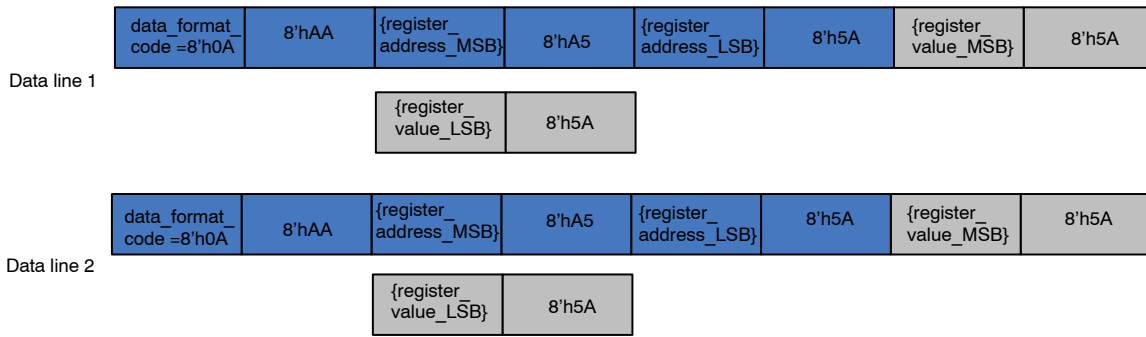 data_format_
code =8'h0A
8'hAA
{register_
address_MSB}
8'hA5
{register_
address_LSB}
8'h5A
{register_
value_MSB}
8'h5A
Data line 1
{register_
value_LSB}
8'h5A
data_format_
code =8'h0A
8'hAA
{register_
address_MSB}
8'hA5
{register_
address_LSB}
8'h5A
{register_
value_MSB}
8'h5A
Data line 2
{register_
value_LSB}
8'h5A